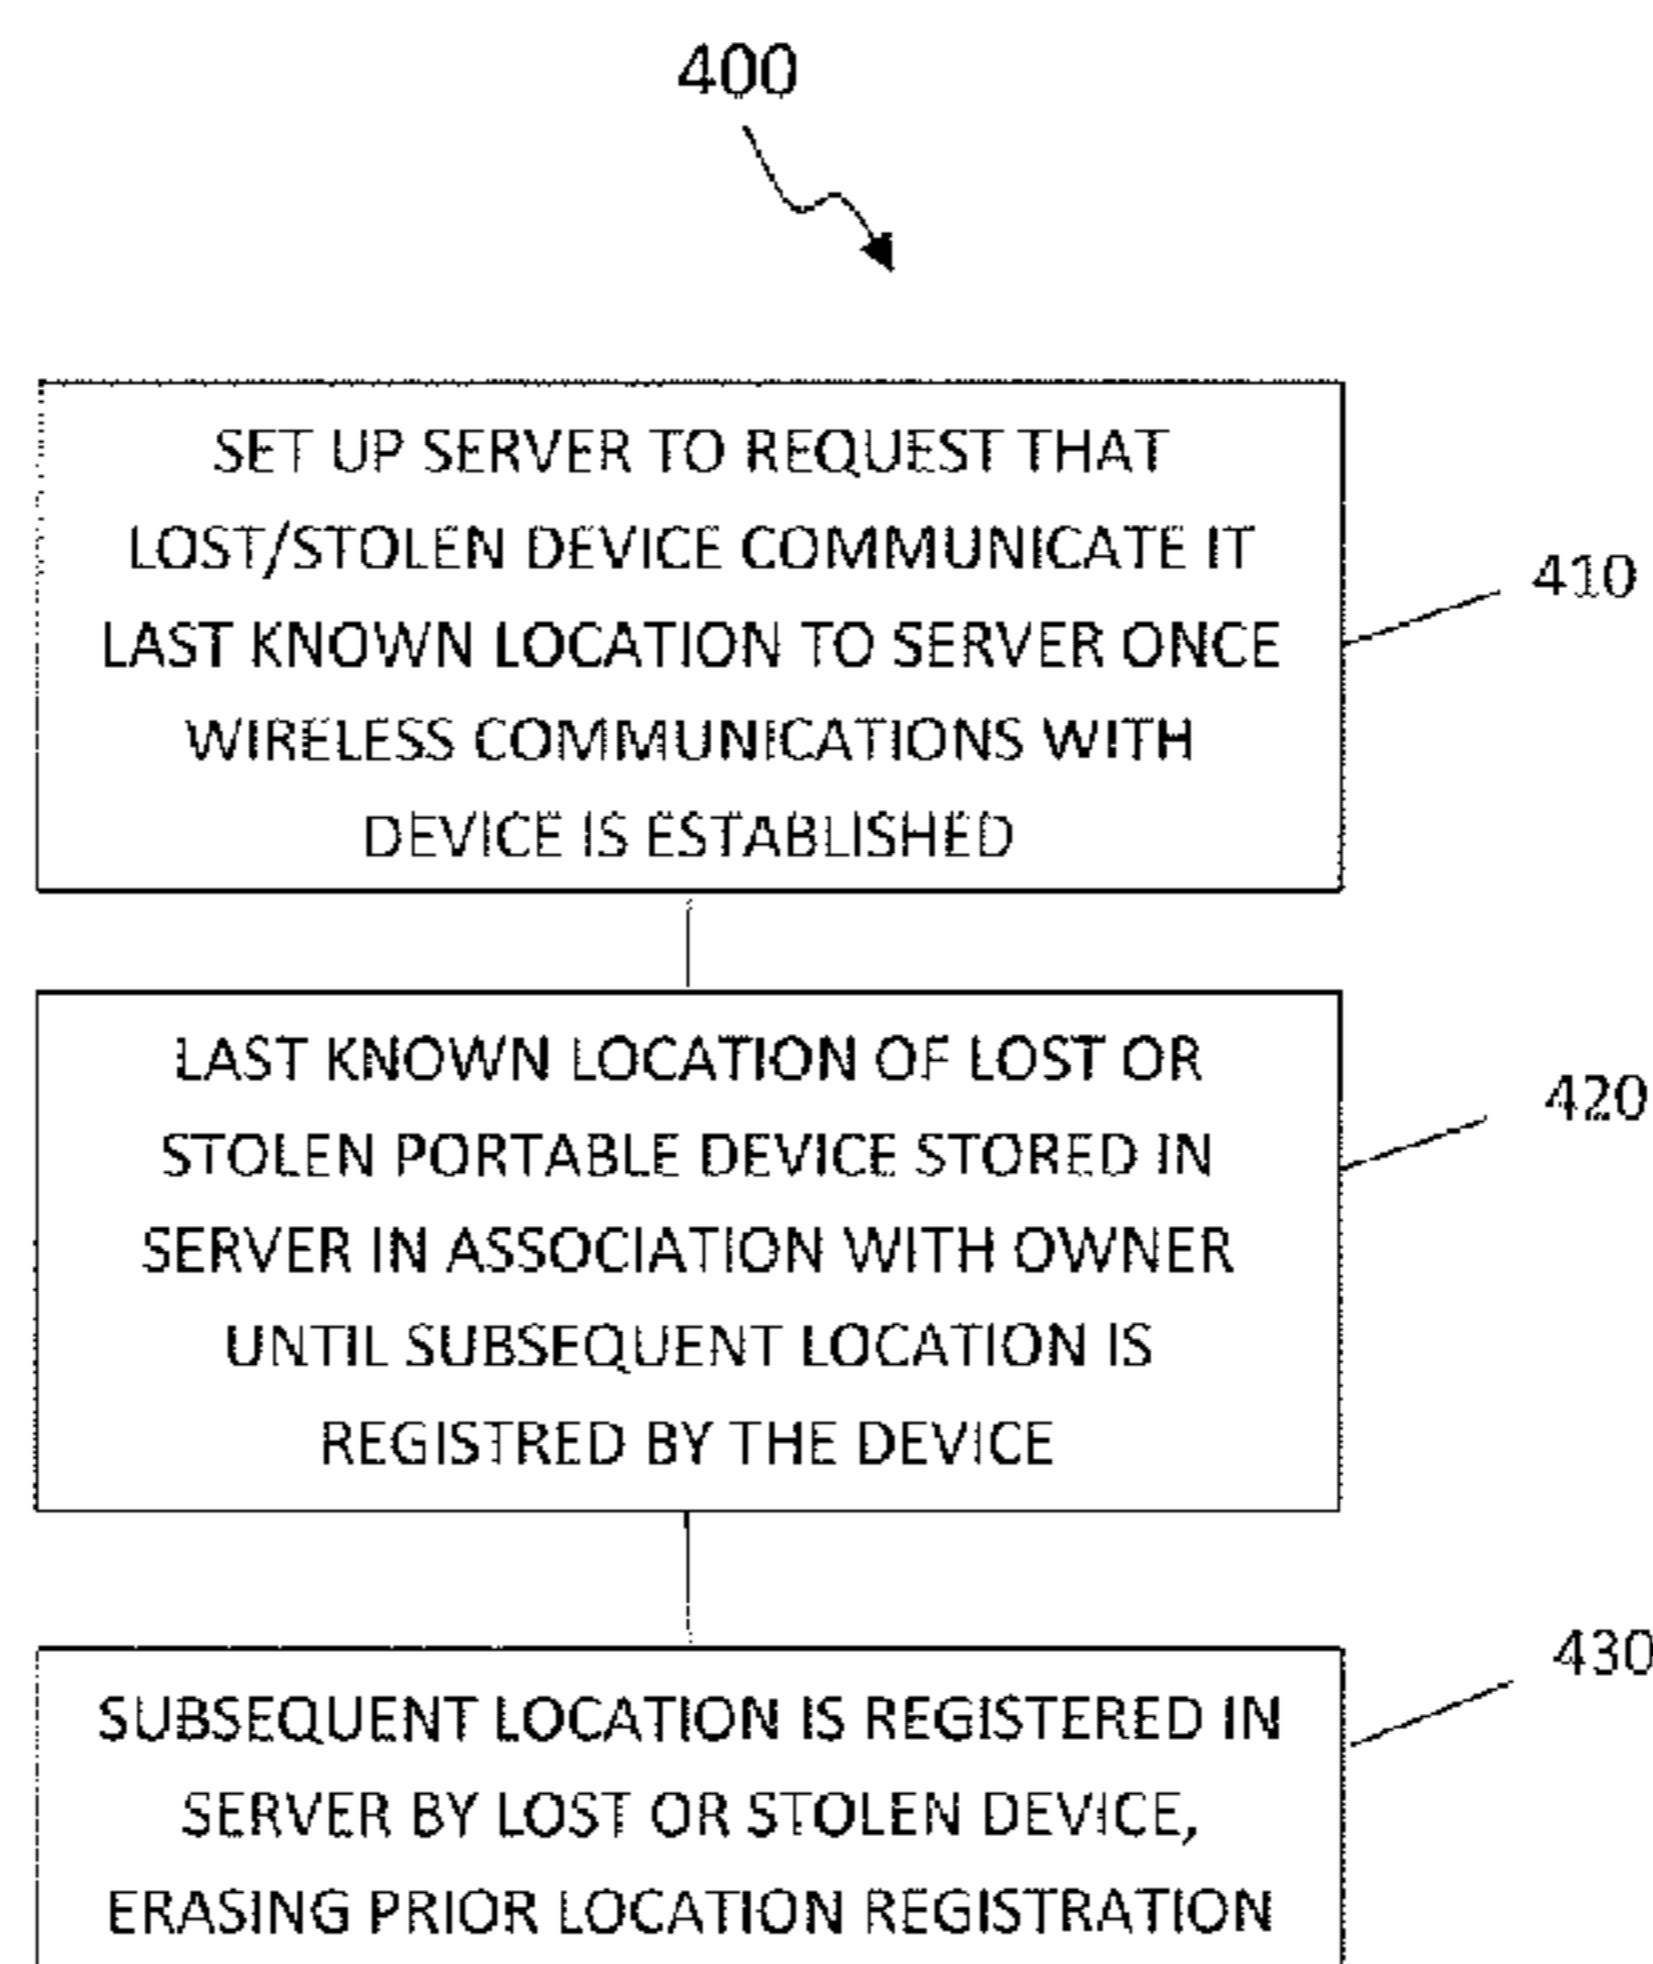 400
SET UP SERVER TO REQUEST THAT
LOST/STOLEN DEVICE COMMUNICATE IT
LAST KNOWN LOCATION TO SERVER ONCE
WIRELESS COMMUNICATIONS WITH
DEVICE IS ESTABLISHED
410
LAST KNOWN LOCATION OF LOST OR
STOLEN PORTABLE DEVICE STORED IN
SERVER IN ASSOCIATION WITH OWNER
UNTIL SUBSEQUENT LOCATION IS
REGISTRED BY THE DEVICE
420
SUBSEQUENT LOCATION IS REGISTERED IN
SERVER BY LOST OR STOLEN DEVICE,
ERASING PRIOR LOCATION REGISTRATION
430